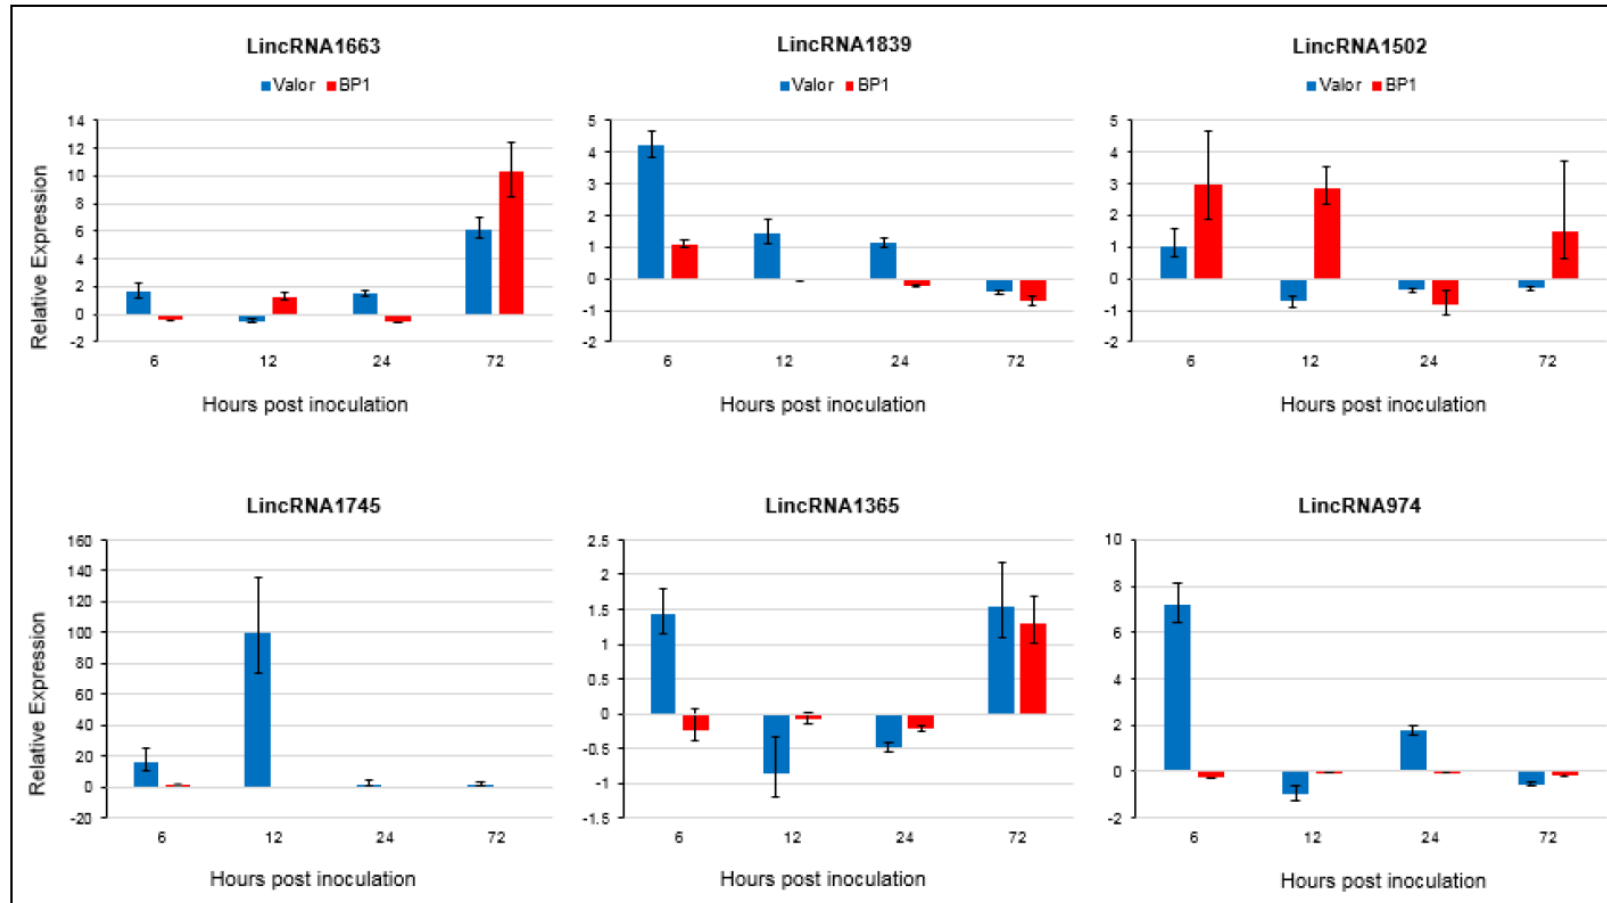 LincRNA1663
Valor BP1
14
12
10
8
6
4
2
0
-2
Relative Expression
6 12 24 72
Hours post inoculation
LincRNA1839
Valor BP1
5
4
3
2
1
0
-1
-2
6 12 24 72
Hours post inoculation
LincRNA1502
Valor BP1
5
4
3
2
1
0
-1
-2
6 12 24 72
Hours post inoculation
LincRNA1745
160
140
120
100
80
60
40
20
0
-20
Relative Expression
6 12 24 72
Hours post inoculation
LincRNA1365
2.5
2
1.5
1
0.5
0
-0.5
-1
-1.5
6 12 24 72
Hours post inoculation
LincRNA974
10
8
6
4
2
0
-2
6 12 24 72
Hours post inoculation